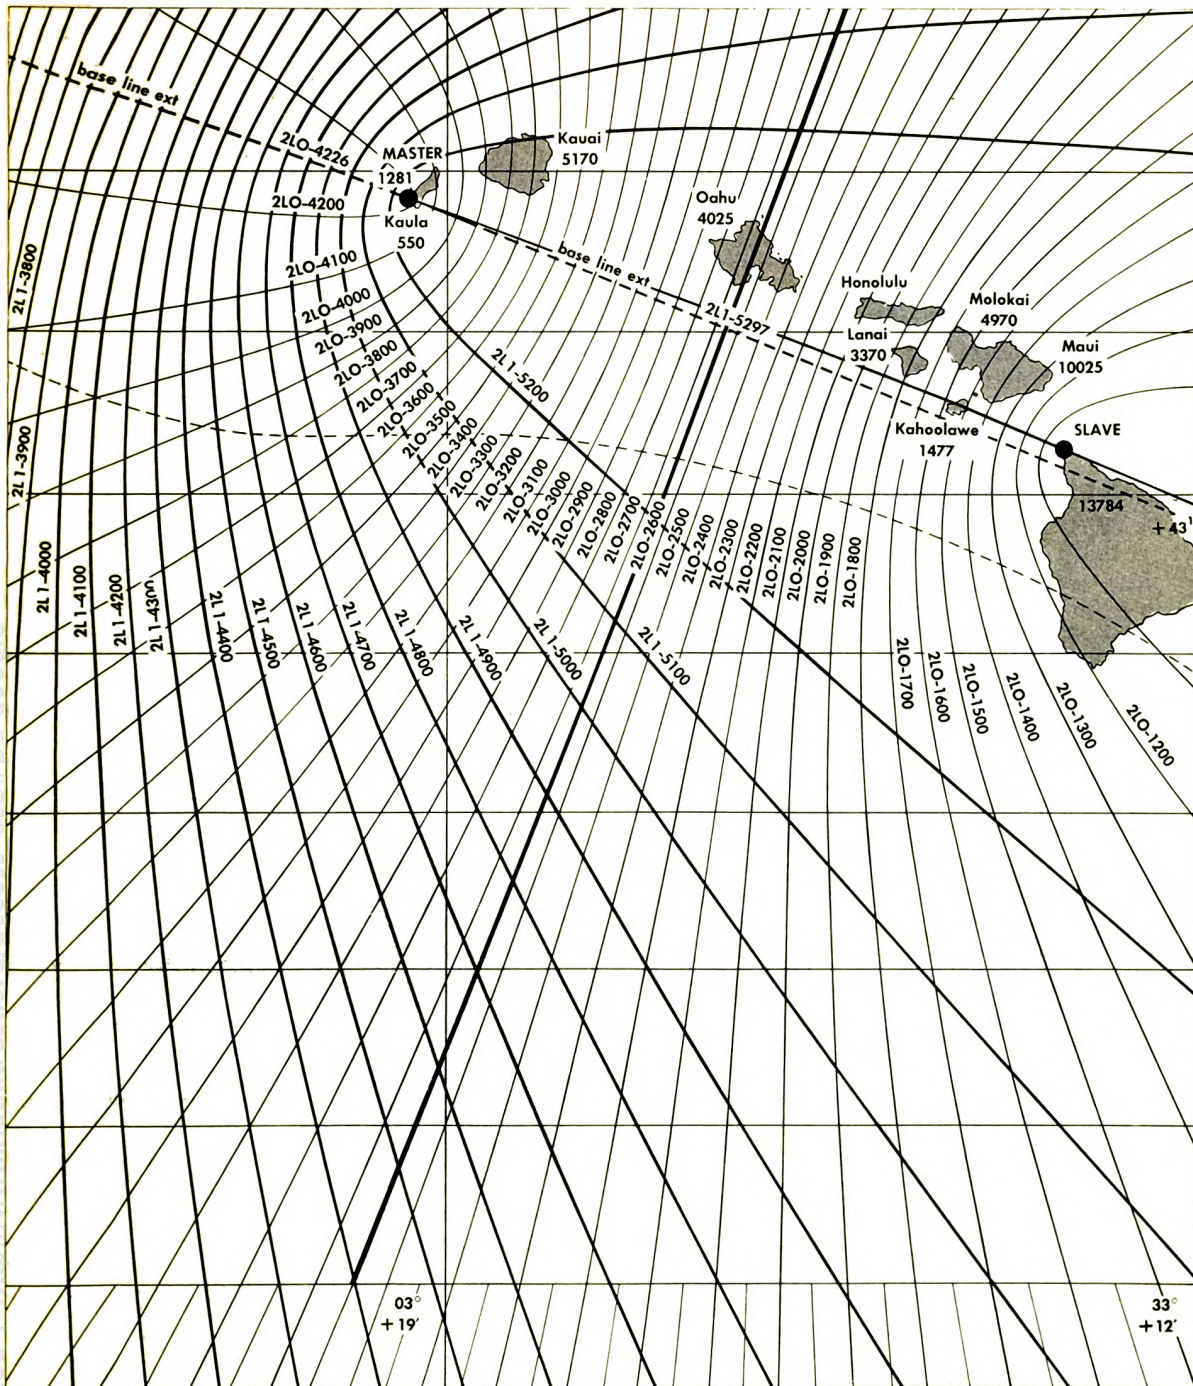 base line ext
2LO-4226
MASTER
1281
Kauai
5170
2LO-4200
Kaula
550
Oahu
4025
2LO-4100
base line ext
2L1-5297
Honolulu
Molokai
4970
2L1-3800
2LO-4000
2LO-3900
2LO-3800
2LO-3700
2LO-3600
2LO-3500
2LO-3400
2LO-3300
2LO-3200
2LO-3100
2LO-3000
2LO-2900
2LO-2800
2LO-2700
2LO-2600
2LO-2500
2LO-2400
2LO-2300
2LO-2200
2LO-2100
2LO-2000
2LO-1900
2LO-1800
2L1-5200
Lanai
3370
Maui
10025
Kahoolawe
1477
SLAVE
13784
+43'
2L1-3900
2L1-4000
2L1-4100
2L1-4200
2L1-4300
2L1-4400
2L1-4500
2L1-4600
2L1-4700
2L1-4800
2L1-4900
2L1-5000
2L1-5100
2LO-1700
2LO-1600
2LO-1500
2LO-1400
2LO-1300
2LO-1200
03°
+19'
33°
+12'